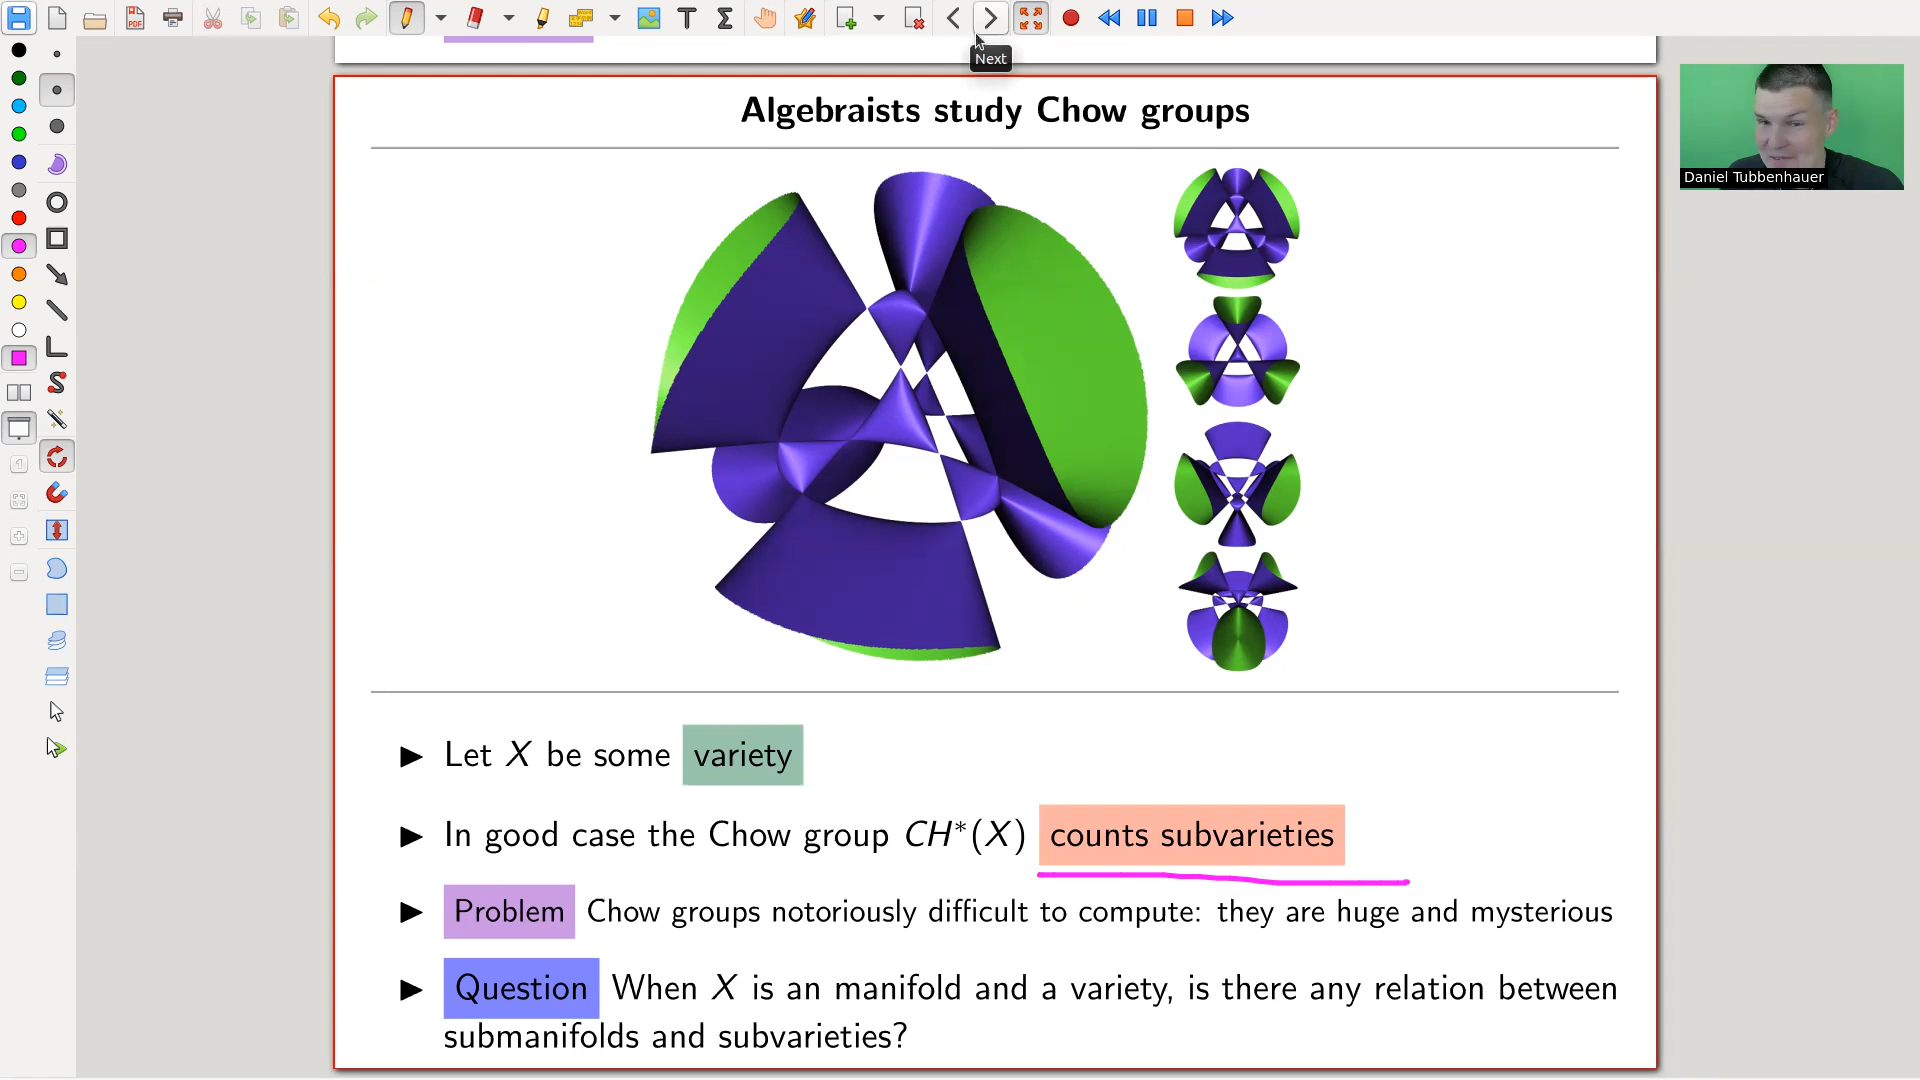 Next
Algebraists study Chow groups
Daniel Tubbenhauer
▶ Let X be some variety
▶ In good case the Chow group CH*(X) counts subvarieties
▶ Problem Chow groups notoriously difficult to compute: they are huge and mysterious
▶ Question When X is an manifold and a variety, is there any relation between
submanifolds and subvarieties?